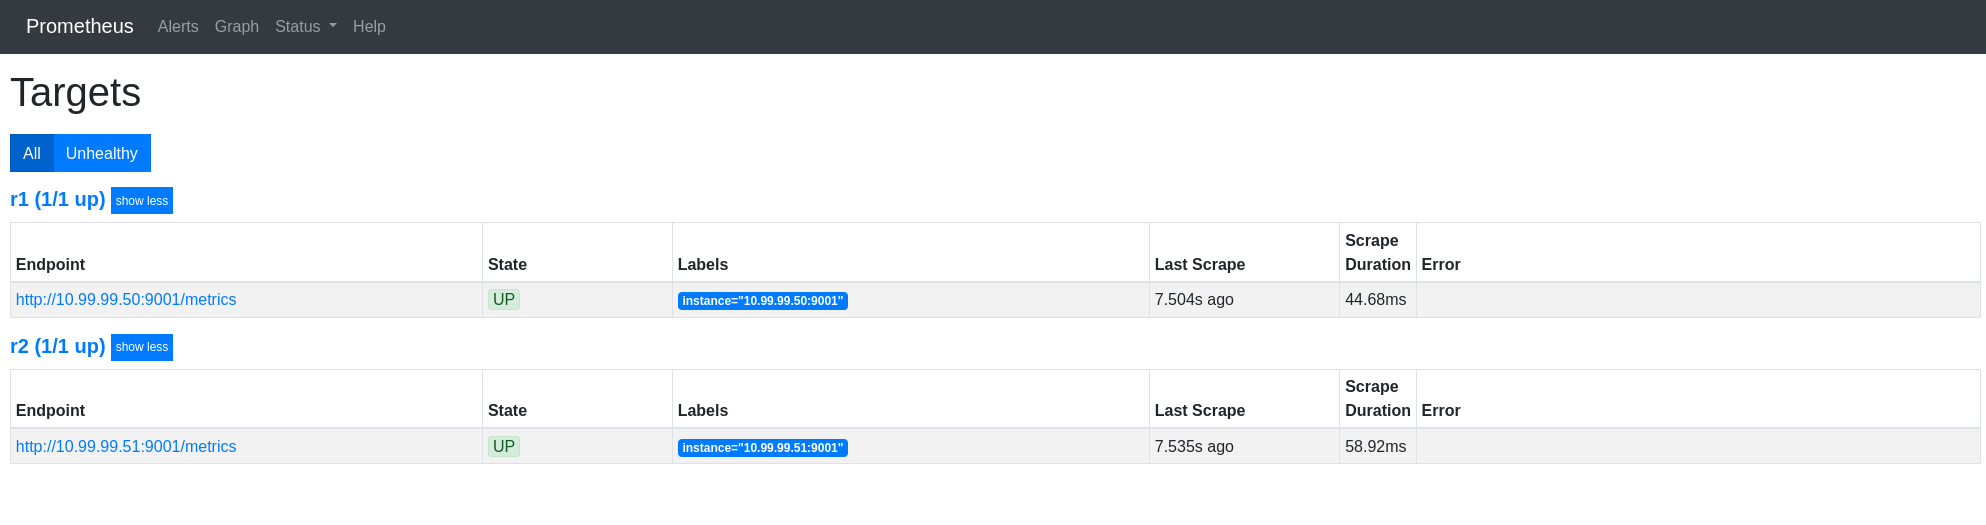 Prometheus Alerts Graph Status Help
Targets
All Unhealthy
r1 (1/1 up) show less
Endpoint State Labels Last Scrape Scrape Duration Error
http://10.99.99.50:9001/metrics UP instance="10.99.99.50:9001" 7.504s ago 44.68ms
r2 (1/1 up) show less
Endpoint State Labels Last Scrape Scrape Duration Error
http://10.99.99.51:9001/metrics UP instance="10.99.99.51:9001" 7.535s ago 58.92ms